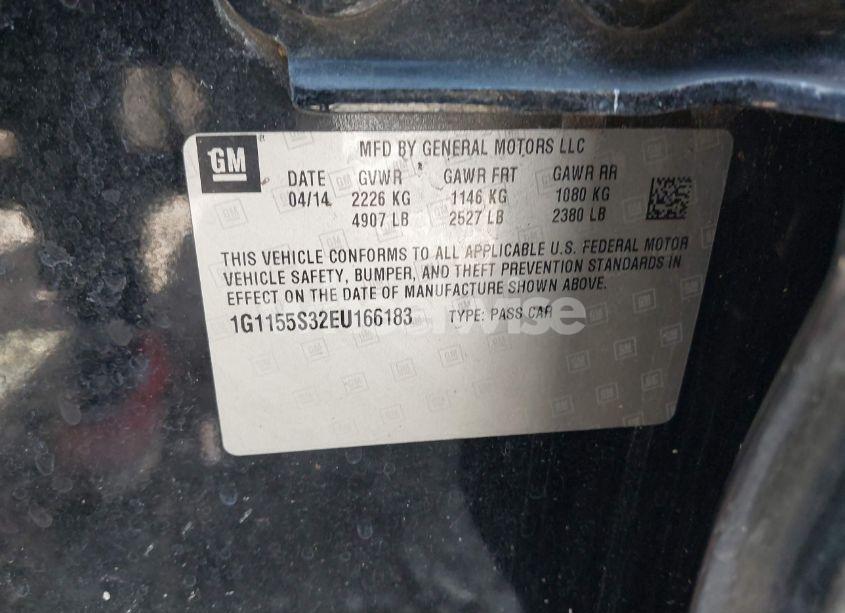 GM
MFD BY GENERAL MOTORS LLC
DATE GVWR GAWR FRT GAWR RR
04/14 2226 KG 1146 KG 1080 KG
4907 LB 2527 LB 2380 LB
THIS VEHICLE CONFORMS TO ALL APPLICABLE U.S. FEDERAL MOTOR
VEHICLE SAFETY, BUMPER, AND THEFT PREVENTION STANDARDS IN
EFFECT ON THE DATE OF MANUFACTURE SHOWN ABOVE.
1G1155S32EU166183 TYPE: PASS CAR